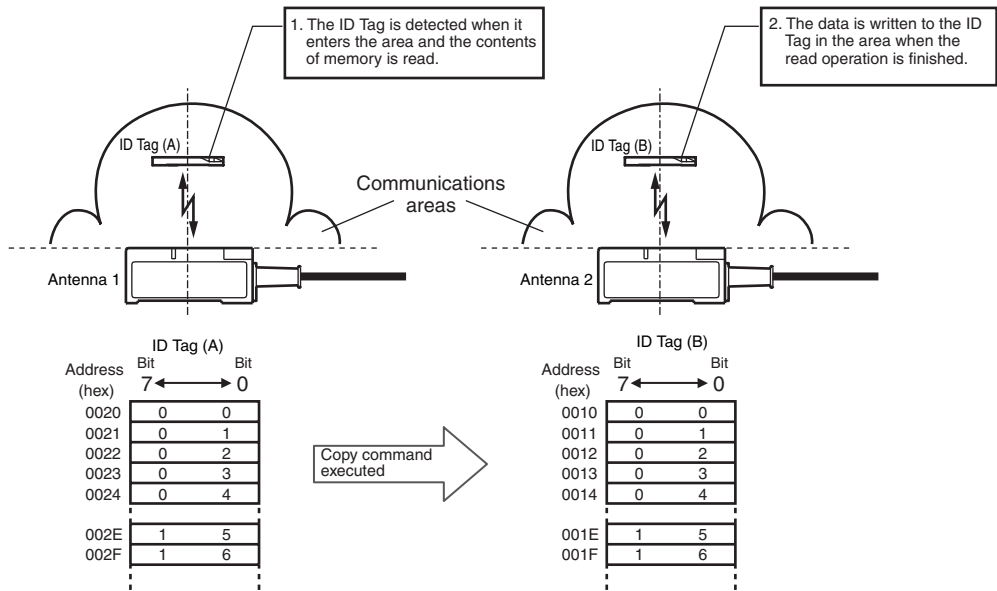 1. The ID Tag is detected when it
enters the area and the contents
of memory is read.
2. The data is written to the ID
Tag in the area when the
read operation is finished.
ID Tag (A)
ID Tag (B)
Communications
areas
Antenna 1
Antenna 2
ID Tag (A)
Address
(hex)
Bit
7
Bit
0
0020 0 0
0021 0 1
0022 0 2
0023 0 3
0024 0 4
002E 1 5
002F 1 6
Copy command
executed
ID Tag (B)
Address
(hex)
Bit
7
Bit
0
0010 0 0
0011 0 1
0012 0 2
0013 0 3
0014 0 4
001E 1 5
001F 1 6